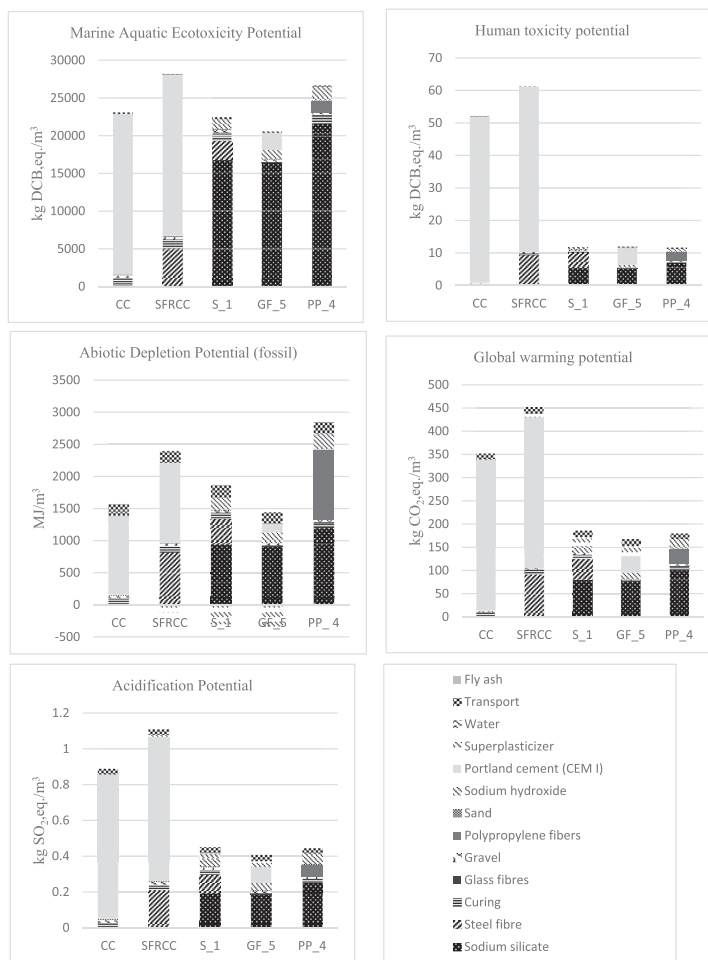 Marine Aquatic Ecotoxicity Potential
kg DCB,eq./m³
30000
25000
20000
15000
10000
5000
0
CC SFRCC S_1 GF_5 PP_4
Human toxicity potential
kg DCB,eq./m³
70
60
50
40
30
20
10
0
CC SFRCC S_1 GF_5 PP_4
Abiotic Depletion Potential (fossil)
MJ/m³
3500
3000
2500
2000
1500
1000
500
0
-500
CC SFRCC S_1 GF_5 PP_4
Global warming potential
kg CO₂,eq./m³
500
450
400
350
300
250
200
150
100
50
0
CC SFRCC S_1 GF_5 PP_4
Acidification Potential
kg SO₂,eq./m³
1.2
1
0.8
0.6
0.4
0.2
0
CC SFRCC S_1 GF_5 PP_4
Fly ash
Transport
Water
Superplasticizer
Portland cement (CEM I)
Sodium hydroxide
Sand
Polypropylene fibers
Gravel
Glass fibres
Curing
Steel fibre
Sodium silicate